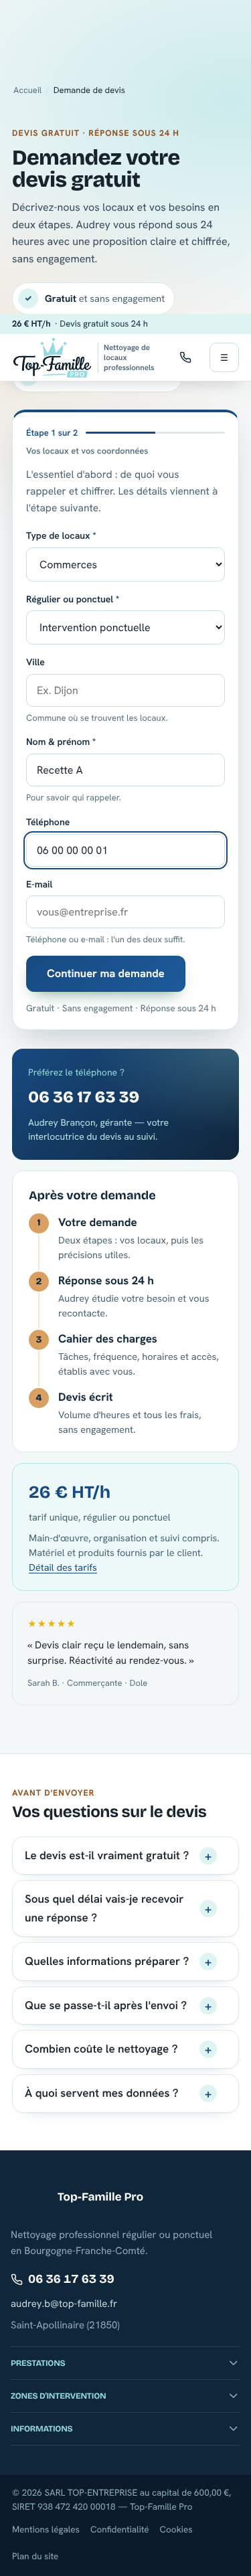 Accueil / Demande de devis
DEVIS GRATUIT · RÉPONSE SOUS 24 H
Demandez votre
devis gratuit
Décrivez-nous vos locaux et vos besoins en
deux étapes. Audrey vous répond sous 24
heures avec une proposition claire et chiffrée,
sans engagement.
✓ Gratuit et sans engagement
26 € HT/h · Devis gratuit sous 24 h
Top-Famille
PRO
Nettoyage de
locaux
professionnels
Étape 1 sur 2
Vos locaux et vos coordonnées
L'essentiel d'abord : de quoi vous
rappeler et chiffrer. Les détails viennent à
l'étape suivante.
Type de locaux *
Commerces
Régulier ou ponctuel *
Intervention ponctuelle
Ville
Ex. Dijon
Commune où se trouvent les locaux.
Nom & prénom *
Recette A
Pour savoir qui rappeler.
Téléphone
06 00 00 00 01
E-mail
vous@entreprise.fr
Téléphone ou e-mail : l'un des deux suffit.
Continuer ma demande
Gratuit · Sans engagement · Réponse sous 24 h
Préférez le téléphone ?
06 36 17 63 39
Audrey Brançon, gérante — votre
interlocutrice du devis au suivi.
Après votre demande
1 Votre demande
Deux étapes : vos locaux, puis les
précisions utiles.
2 Réponse sous 24 h
Audrey étudie votre besoin et vous
recontacte.
3 Cahier des charges
Tâches, fréquence, horaires et accès,
établis avec vous.
4 Devis écrit
Volume d'heures et tous les frais,
sans engagement.
26 € HT/h
tarif unique, régulier ou ponctuel
Main-d'œuvre, organisation et suivi compris.
Matériel et produits fournis par le client.
Détail des tarifs
★★★★★
« Devis clair reçu le lendemain, sans
surprise. Réactivité au rendez-vous. »
Sarah B. · Commerçante · Dole
AVANT D'ENVOYER
Vos questions sur le devis
Le devis est-il vraiment gratuit ? +
Sous quel délai vais-je recevoir
une réponse ? +
Quelles informations préparer ? +
Que se passe-t-il après l'envoi ? +
Combien coûte le nettoyage ? +
À quoi servent mes données ? +
Top-Famille Pro
Nettoyage professionnel régulier ou ponctuel
en Bourgogne-Franche-Comté.
06 36 17 63 39
audrey.b@top-famille.fr
Saint-Apollinaire (21850)
PRESTATIONS
ZONES D'INTERVENTION
INFORMATIONS
© 2026 SARL TOP-ENTREPRISE au capital de 600,00 €,
SIRET 938 472 420 00018 — Top-Famille Pro
Mentions légales Confidentialité Cookies
Plan du site